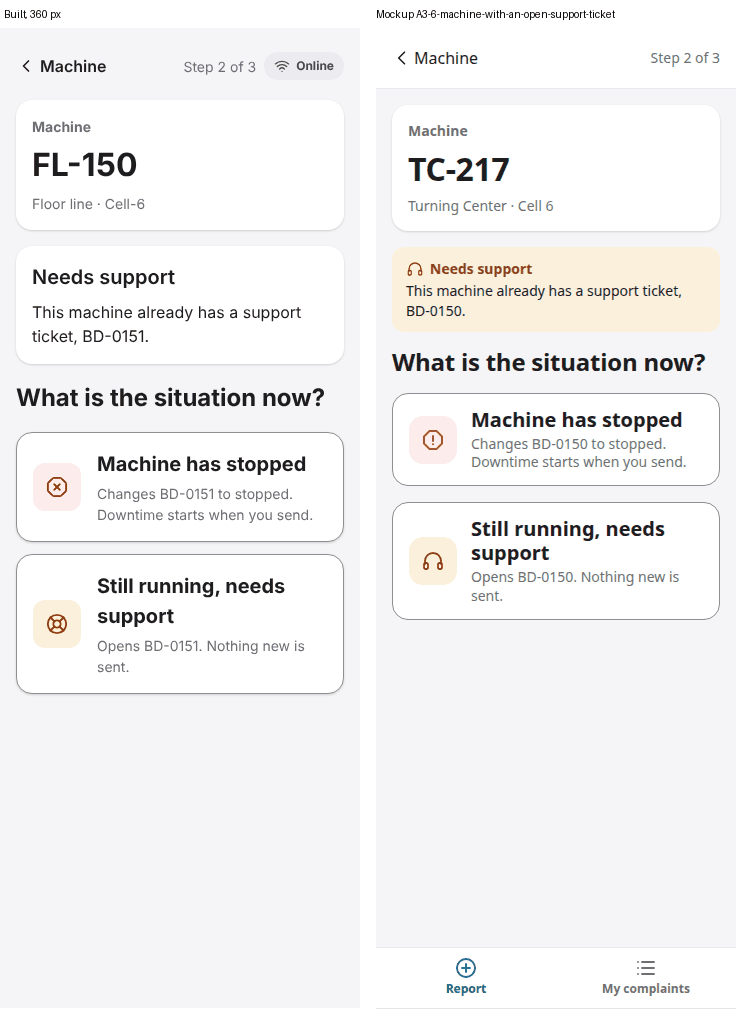 Built, 360 px
Machine
Step 2 of 3
Online
Machine
FL-150
Floor line · Cell-6
Needs support
This machine already has a support
ticket, BD-0151.
What is the situation now?
Machine has stopped
Changes BD-0151 to stopped.
Downtime starts when you send.
Still running, needs
support
Opens BD-0151. Nothing new is
sent.
Mockup A3-6-machine-with-an-open-support-ticket
Machine
Step 2 of 3
Machine
TC-217
Turning Center · Cell 6
Needs support
This machine already has a support ticket,
BD-0150.
What is the situation now?
Machine has stopped
Changes BD-0150 to stopped.
Downtime starts when you send.
Still running, needs
support
Opens BD-0150. Nothing new is
sent.
Report
My complaints